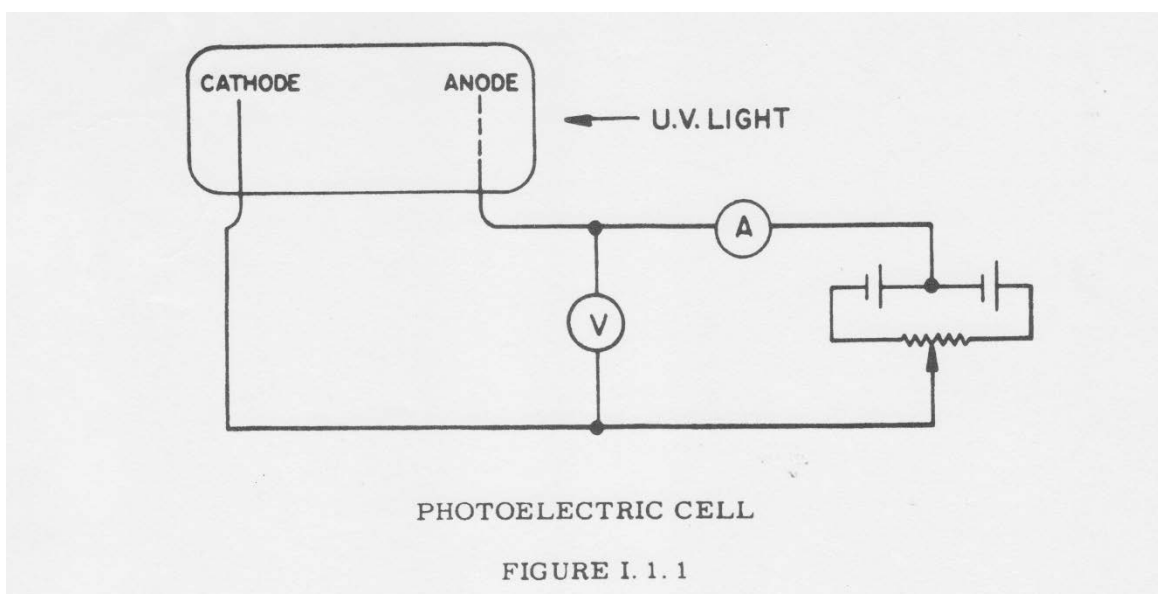 CATHODE
ANODE
U.V. LIGHT
A
V
PHOTOELECTRIC CELL
FIGURE I. 1. 1